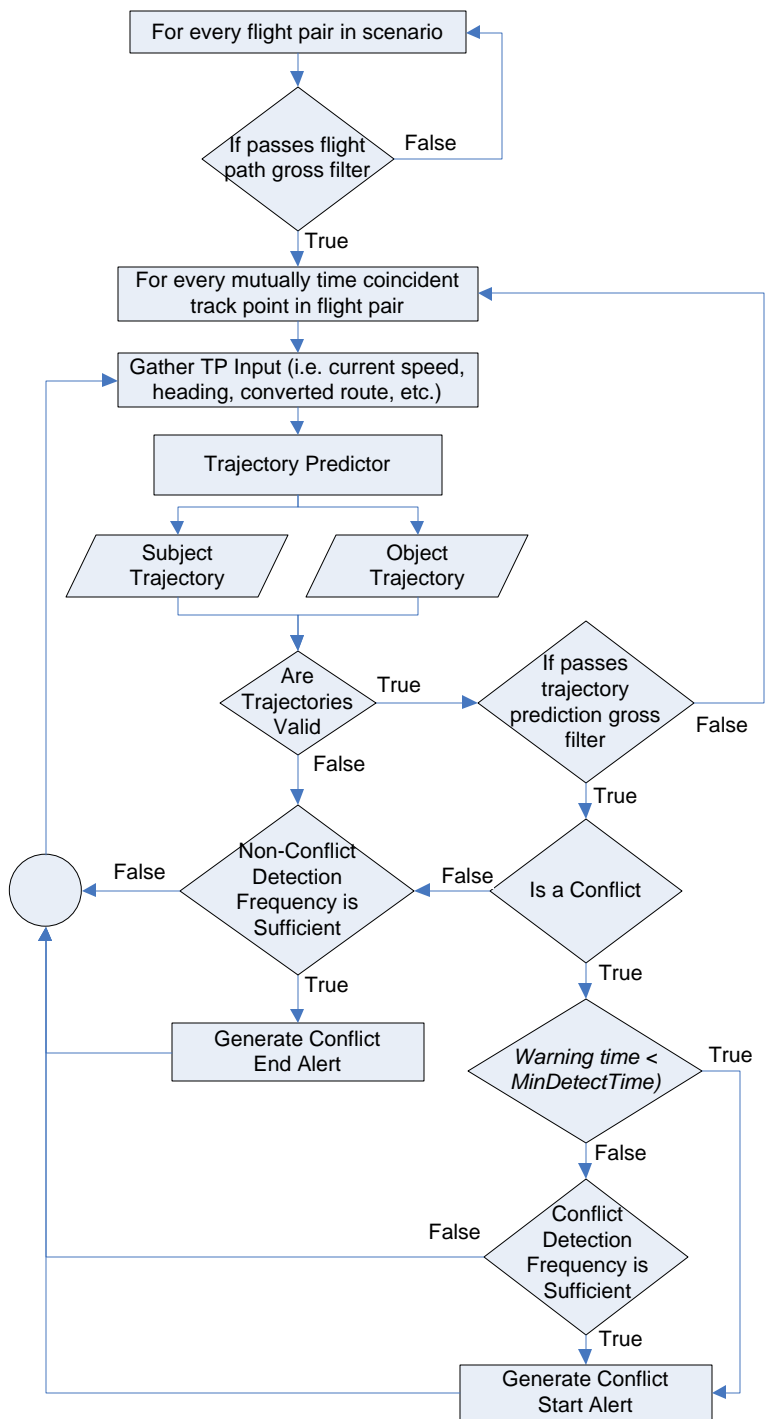 For every flight pair in scenario
If passes flight
path gross filter
False
True
For every mutually time coincident
track point in flight pair
Gather TP Input (i.e. current speed,
heading, converted route, etc.)
Trajectory Predictor
Subject
Trajectory
Object
Trajectory
Are
Trajectories
Valid
True
If passes
trajectory
prediction gross
filter
False
False
True
Non-Conflict
Detection
Frequency is
Sufficient
False
False
Is a Conflict
True
True
Generate Conflict
End Alert
Warning time <
MinDetectTime)
True
False
Conflict
Detection
Frequency is
Sufficient
False
True
Generate Conflict
Start Alert